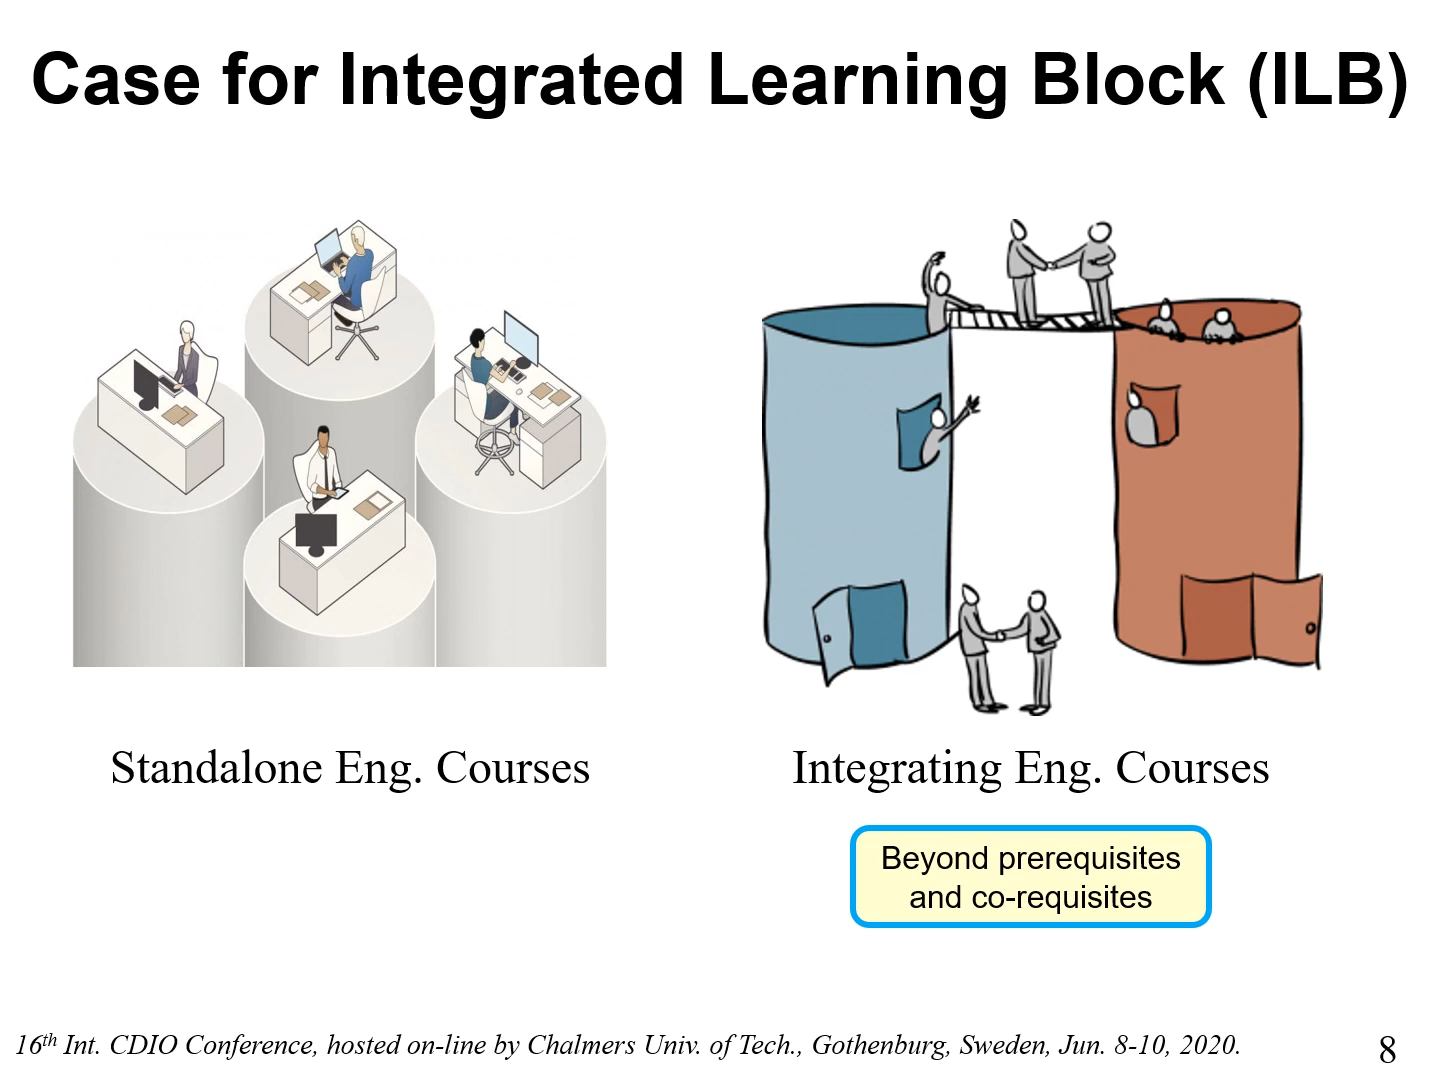 Case for Integrated Learning Block (ILB)
Standalone Eng. Courses
Integrating Eng. Courses
Beyond prerequisites
and co-requisites
16th Int. CDIO Conference, hosted on-line by Chalmers Univ. of Tech., Gothenburg, Sweden, Jun. 8-10, 2020.
8